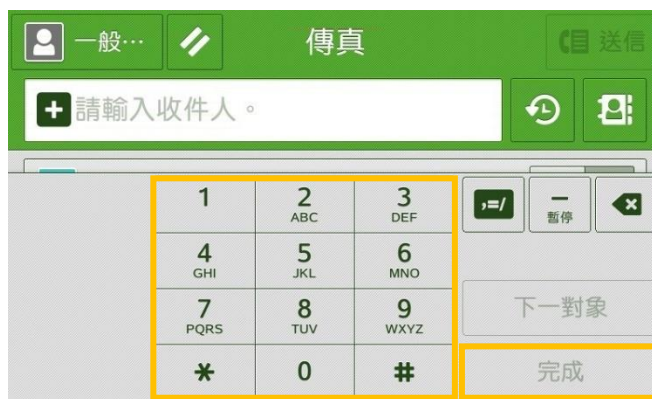 一般… 傳真 送信
請輸入收件人。
1 2 3 ,=/ 暫停
ABC DEF
4 5 6
GHI JKL MNO
7 8 9 下一對象
PQRS TUV WXYZ
* 0 # 完成